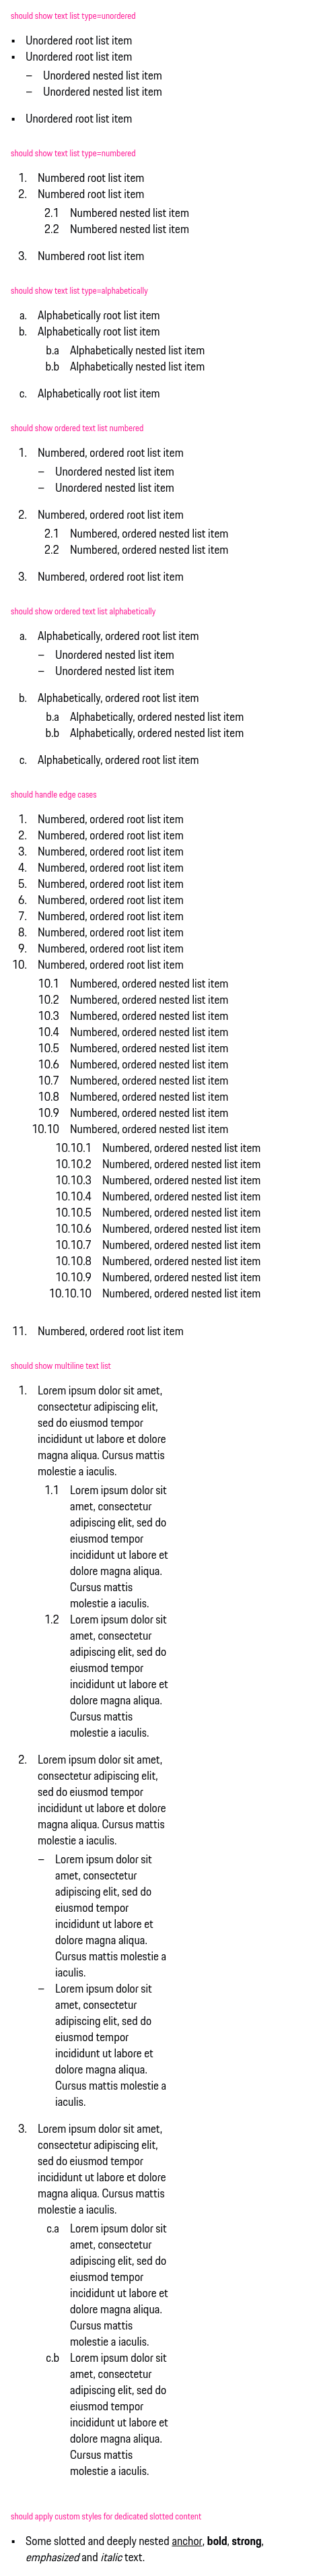 should show text list type=unordered
▪ Unordered root list item
▪ Unordered root list item
– Unordered nested list item
– Unordered nested list item
▪ Unordered root list item
should show text list type=numbered
1. Numbered root list item
2. Numbered root list item
2.1 Numbered nested list item
2.2 Numbered nested list item
3. Numbered root list item
should show text list type=alphabetically
a. Alphabetically root list item
b. Alphabetically root list item
b.a Alphabetically nested list item
b.b Alphabetically nested list item
c. Alphabetically root list item
should show ordered text list numbered
1. Numbered, ordered root list item
– Unordered nested list item
– Unordered nested list item
2. Numbered, ordered root list item
2.1 Numbered, ordered nested list item
2.2 Numbered, ordered nested list item
3. Numbered, ordered root list item
should show ordered text list alphabetically
a. Alphabetically, ordered root list item
– Unordered nested list item
– Unordered nested list item
b. Alphabetically, ordered root list item
b.a Alphabetically, ordered nested list item
b.b Alphabetically, ordered nested list item
c. Alphabetically, ordered root list item
should handle edge cases
1. Numbered, ordered root list item
2. Numbered, ordered root list item
3. Numbered, ordered root list item
4. Numbered, ordered root list item
5. Numbered, ordered root list item
6. Numbered, ordered root list item
7. Numbered, ordered root list item
8. Numbered, ordered root list item
9. Numbered, ordered root list item
10. Numbered, ordered root list item
10.1 Numbered, ordered nested list item
10.2 Numbered, ordered nested list item
10.3 Numbered, ordered nested list item
10.4 Numbered, ordered nested list item
10.5 Numbered, ordered nested list item
10.6 Numbered, ordered nested list item
10.7 Numbered, ordered nested list item
10.8 Numbered, ordered nested list item
10.9 Numbered, ordered nested list item
10.10 Numbered, ordered nested list item
10.10.1 Numbered, ordered nested list item
10.10.2 Numbered, ordered nested list item
10.10.3 Numbered, ordered nested list item
10.10.4 Numbered, ordered nested list item
10.10.5 Numbered, ordered nested list item
10.10.6 Numbered, ordered nested list item
10.10.7 Numbered, ordered nested list item
10.10.8 Numbered, ordered nested list item
10.10.9 Numbered, ordered nested list item
10.10.10 Numbered, ordered nested list item
11. Numbered, ordered root list item
should show multiline text list
1. Lorem ipsum dolor sit amet,
consectetur adipiscing elit,
sed do eiusmod tempor
incididunt ut labore et dolore
magna aliqua. Cursus mattis
molestie a iaculis.
1.1 Lorem ipsum dolor sit
amet, consectetur
adipiscing elit, sed do
eiusmod tempor
incididunt ut labore et
dolore magna aliqua.
Cursus mattis
molestie a iaculis.
1.2 Lorem ipsum dolor sit
amet, consectetur
adipiscing elit, sed do
eiusmod tempor
incididunt ut labore et
dolore magna aliqua.
Cursus mattis
molestie a iaculis.
2. Lorem ipsum dolor sit amet,
consectetur adipiscing elit,
sed do eiusmod tempor
incididunt ut labore et dolore
magna aliqua. Cursus mattis
molestie a iaculis.
– Lorem ipsum dolor sit
amet, consectetur
adipiscing elit, sed do
eiusmod tempor
incididunt ut labore et
dolore magna aliqua.
Cursus mattis molestie a
iaculis.
– Lorem ipsum dolor sit
amet, consectetur
adipiscing elit, sed do
eiusmod tempor
incididunt ut labore et
dolore magna aliqua.
Cursus mattis molestie a
iaculis.
3. Lorem ipsum dolor sit amet,
consectetur adipiscing elit,
sed do eiusmod tempor
incididunt ut labore et dolore
magna aliqua. Cursus mattis
molestie a iaculis.
c.a Lorem ipsum dolor sit
amet, consectetur
adipiscing elit, sed do
eiusmod tempor
incididunt ut labore et
dolore magna aliqua.
Cursus mattis
molestie a iaculis.
c.b Lorem ipsum dolor sit
amet, consectetur
adipiscing elit, sed do
eiusmod tempor
incididunt ut labore et
dolore magna aliqua.
Cursus mattis
molestie a iaculis.
should apply custom styles for dedicated slotted content
▪ Some slotted and deeply nested anchor, bold, strong,
emphasized and italic text.